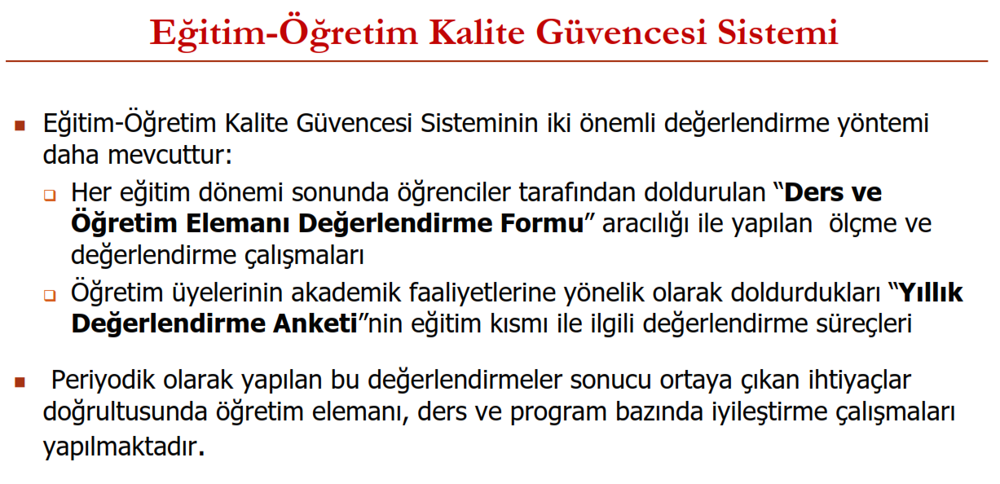 Eğitim-Öğretim Kalite Güvencesi Sistemi
Eğitim-Öğretim Kalite Güvencesi Sisteminin iki önemli değerlendirme yöntemi
daha mevcuttur:
Her eğitim dönemi sonunda öğrenciler tarafından doldurulan “Ders ve
Öğretim Elemanı Değerlendirme Formu” aracılığı ile yapılan ölçme ve
değerlendirme çalışmaları
Öğretim üyelerinin akademik faaliyetlerine yönelik olarak doldurdukları “Yıllık
Değerlendirme Anketi”nin eğitim kısmı ile ilgili değerlendirme süreçleri
Periyodik olarak yapılan bu değerlendirmeler sonucu ortaya çıkan ihtiyaçlar
doğrultusunda öğretim elemanı, ders ve program bazında iyileştirme çalışmaları
yapılmaktadır.